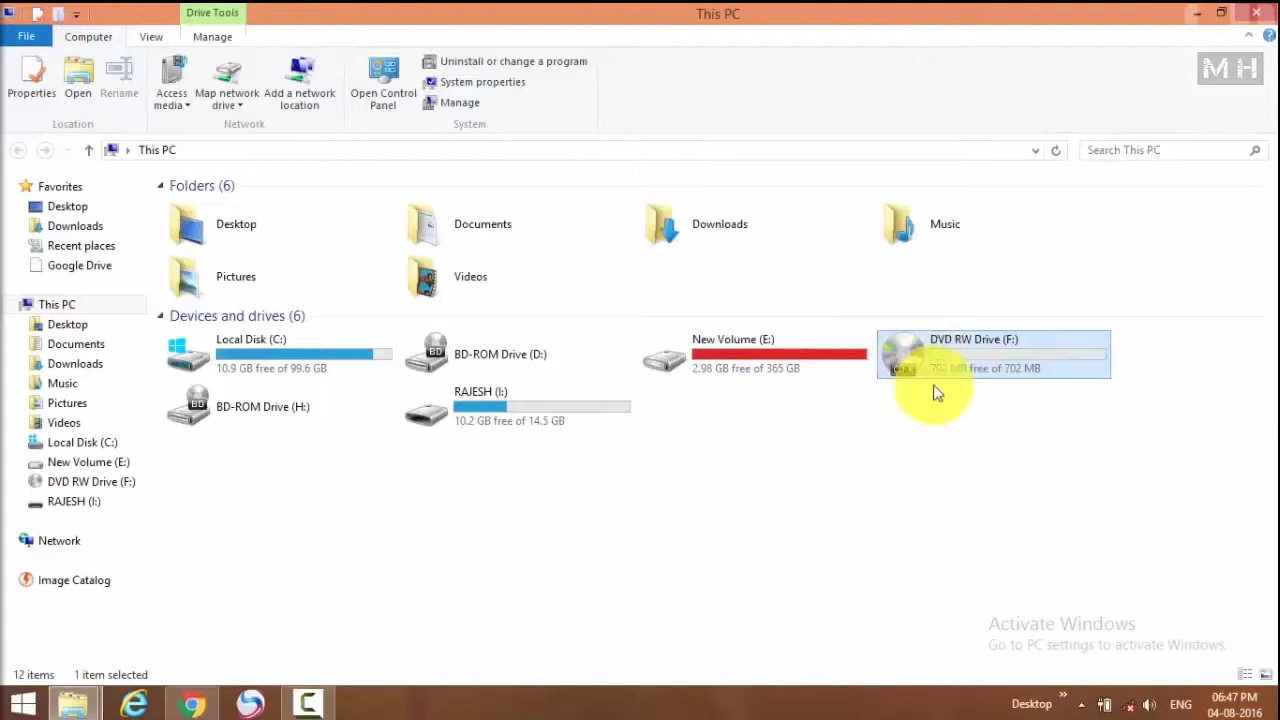 Drive Tools
This PC
File
Computer
View
Manage
Properties
Open
Rename
Access media
Map network drive
Add a network location
Open Control Panel
Uninstall or change a program
System properties
Manage
Location
Network
System
M H
This PC
Search This PC
Favorites
Desktop
Downloads
Recent places
Google Drive
This PC
Desktop
Documents
Downloads
Music
Pictures
Videos
Local Disk (C:)
New Volume (E:)
DVD RW Drive (F:)
RAJESH (I:)
Network
Image Catalog
Folders (6)
Desktop
Documents
Downloads
Music
Pictures
Videos
Devices and drives (6)
Local Disk (C:)
10.9 GB free of 99.6 GB
BD
BD-ROM Drive (D:)
New Volume (E:)
2.98 GB free of 365 GB
DVD RW Drive (F:)
702 MB free of 702 MB
BD
BD-ROM Drive (H:)
RAJESH (I:)
10.2 GB free of 14.5 GB
Activate Windows
Go to PC settings to activate Windows.
12 items
1 item selected
Desktop
ENG
06:47 PM
04-08-2016